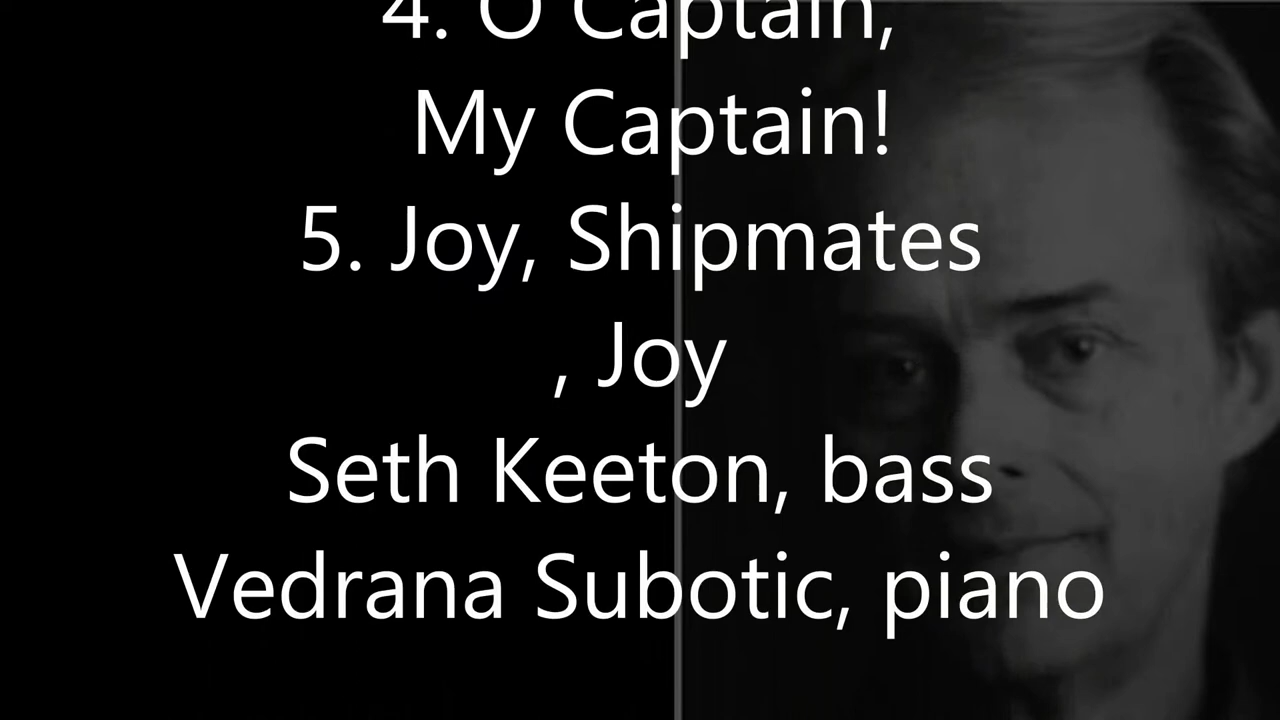 4. O Captain,
My Captain!
5. Joy, Shipmates
, Joy
Seth Keeton, bass
Vedrana Subotic, piano